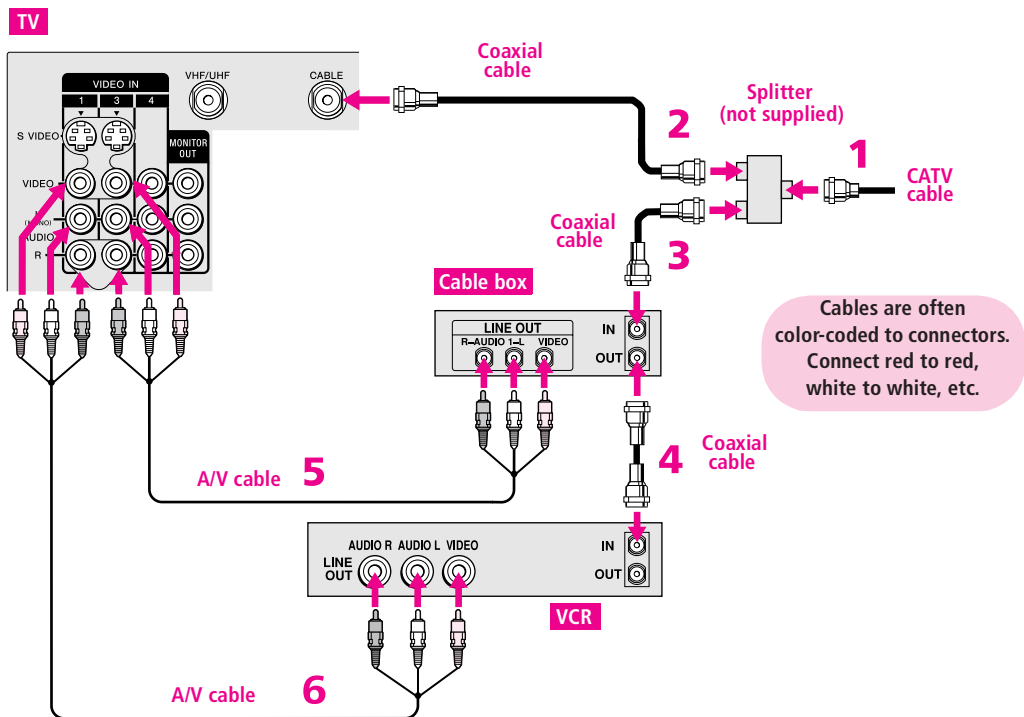 TV
VIDEO IN
1 3 4
VHF/UHF
CABLE
S VIDEO
MONITOR
OUT
VIDEO
AUDIO
R
Coaxial
cable
2
Splitter
(not supplied)
1
CATV
cable
Coaxial
cable
3
Cable box
LINE OUT
R–AUDIO 1–L VIDEO
IN
OUT
Cables are often
color-coded to connectors.
Connect red to red,
white to white, etc.
4
Coaxial
cable
A/V cable
5
AUDIO R AUDIO L VIDEO
LINE
OUT
IN
OUT
VCR
A/V cable
6